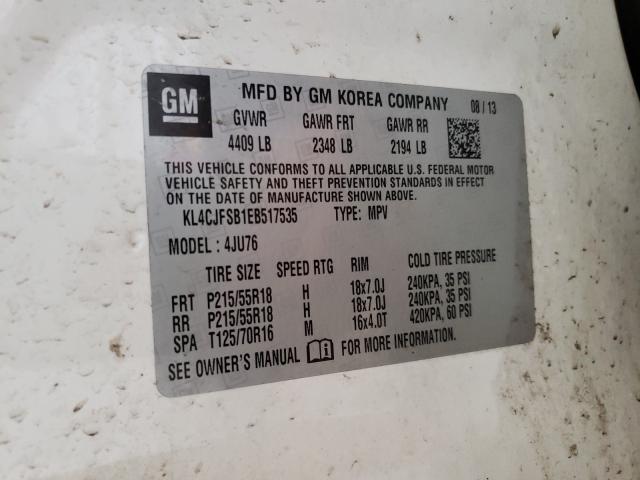 GM
MFD BY GM KOREA COMPANY 08 / 13
GVWR GAWR FRT GAWR RR
4409 LB 2348 LB 2194 LB
THIS VEHICLE CONFORMS TO ALL APPLICABLE U.S. FEDERAL MOTOR
VEHICLE SAFETY AND THEFT PREVENTION STANDARDS IN EFFECT
ON THE DATE OF MANUFACTURE SHOWN ABOVE.
KL4CJFSB1EB517535 TYPE: MPV
MODEL : 4JU76
TIRE SIZE SPEED RTG RIM COLD TIRE PRESSURE
FRT P215/55R18 H 18x7.0J 240KPA, 35 PSI
RR P215/55R18 H 18x7.0J 240KPA, 35 PSI
SPA T125/70R16 M 16x4.0T 420KPA, 60 PSI
SEE OWNER'S MANUAL FOR MORE INFORMATION.